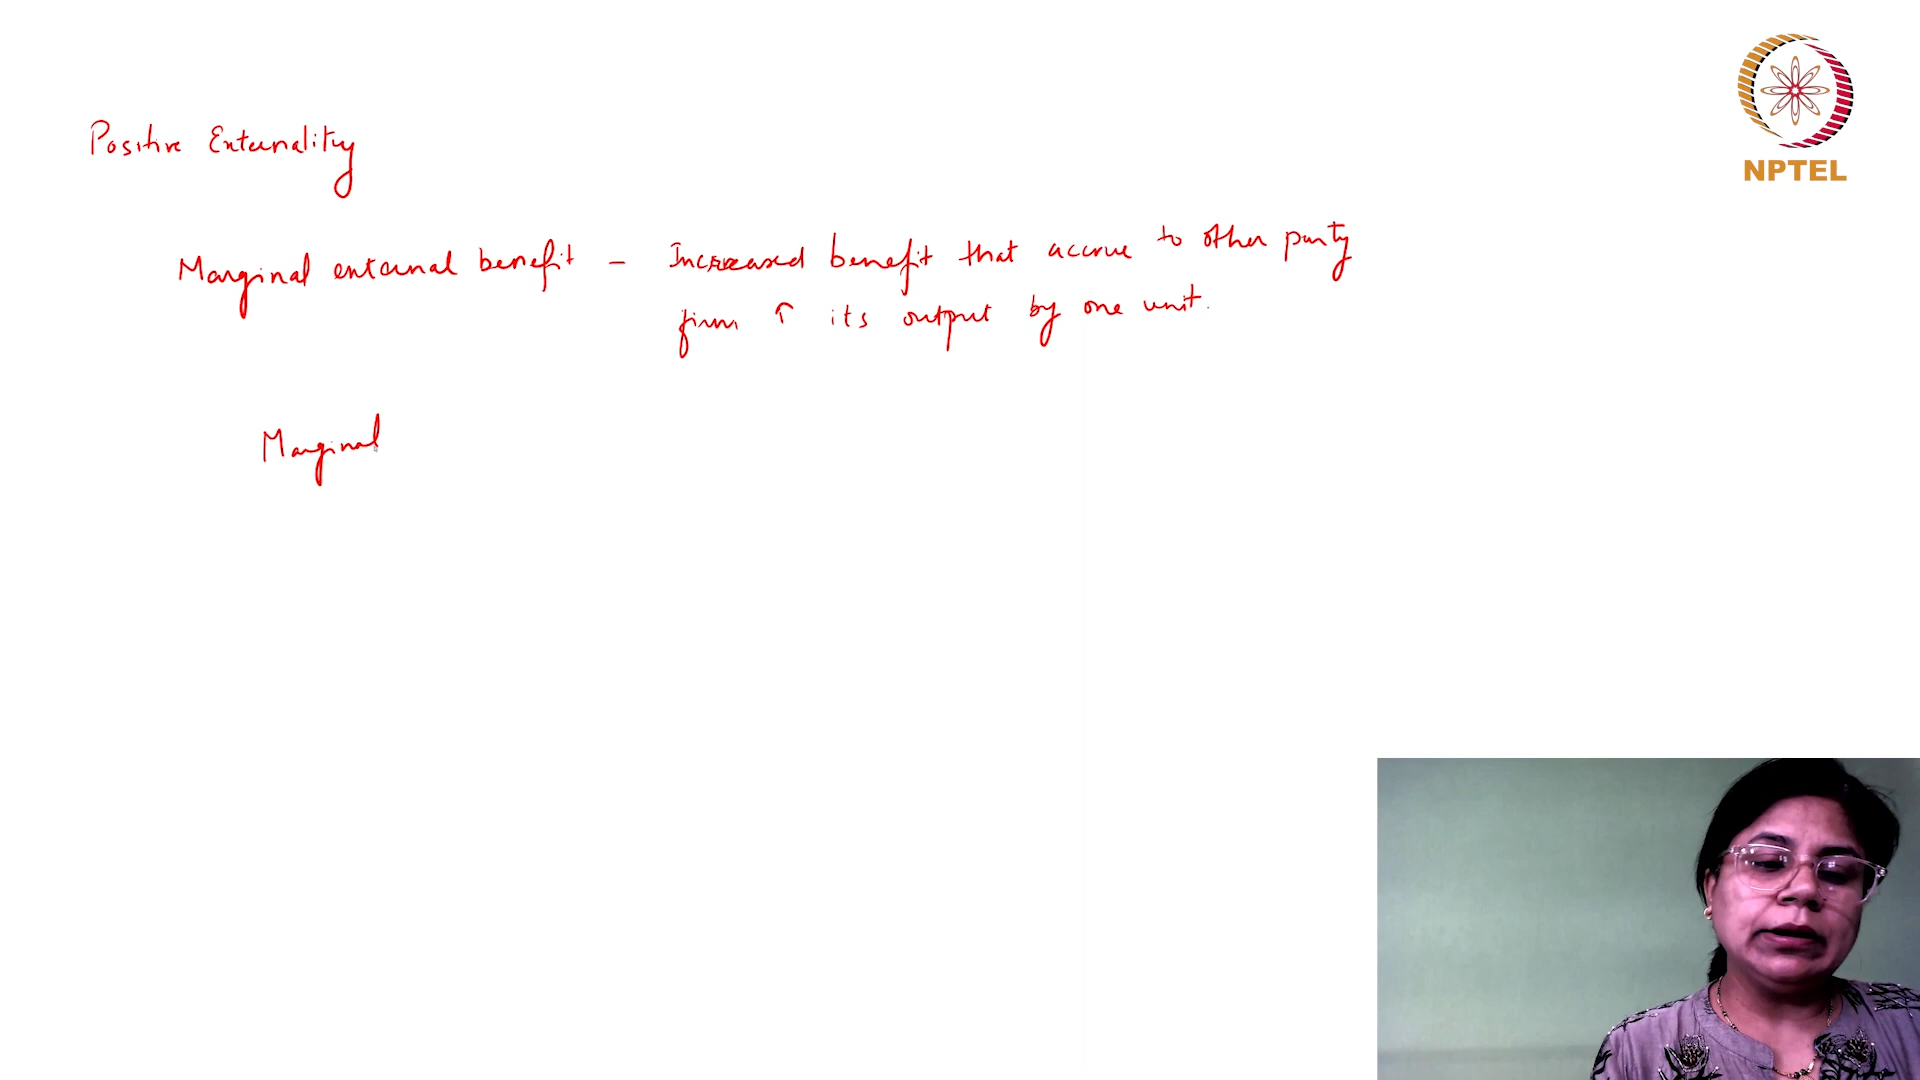 Positive Externality
NPTEL
Marginal external benefit - Increased benefit that accrue to other party
firm ↑ its output by one unit.
Marginal